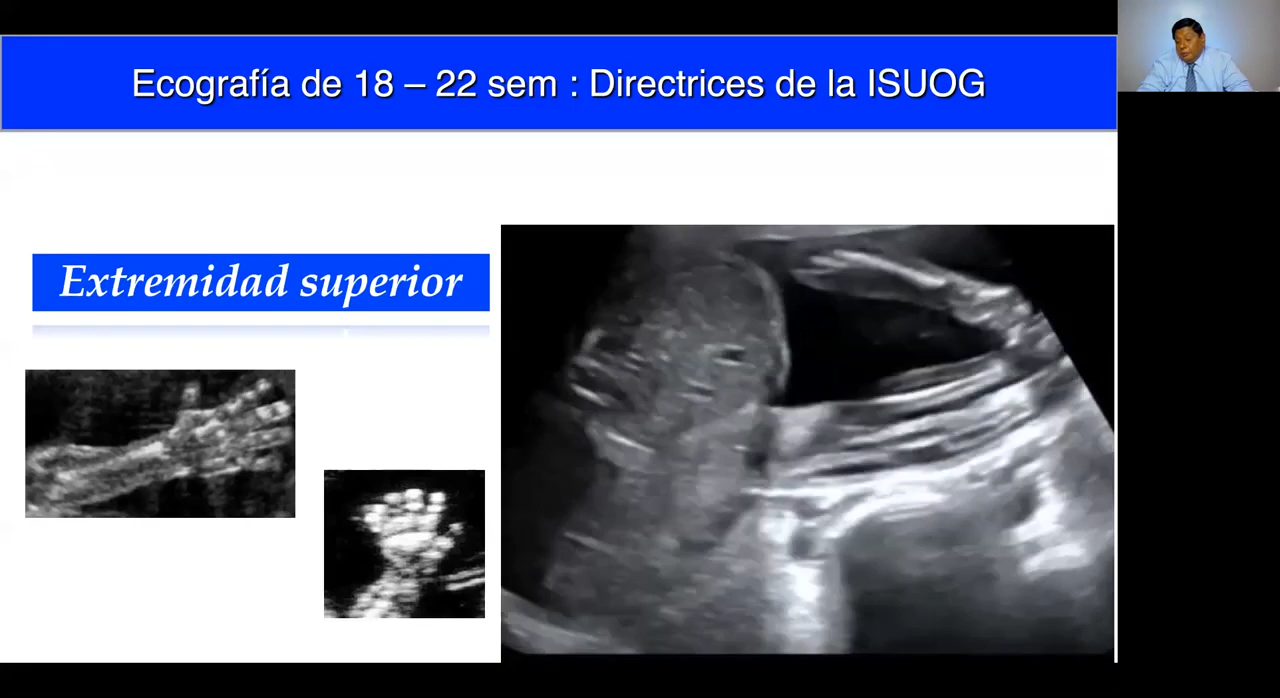 Ecografía de 18 – 22 sem : Directrices de la ISUOG
Extremidad superior